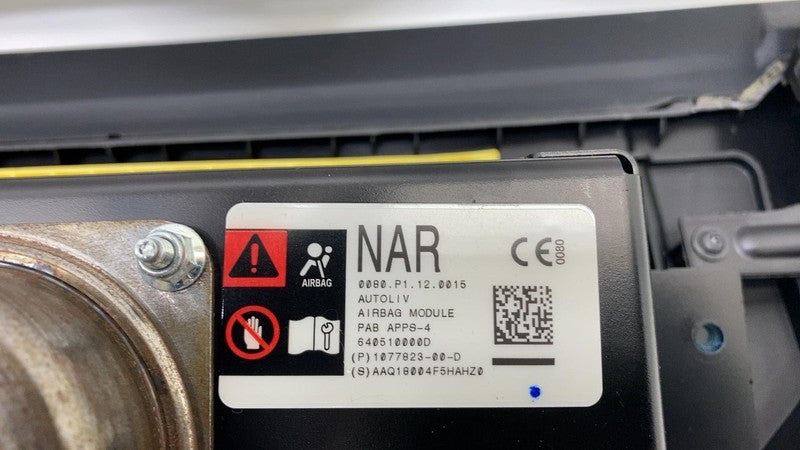 NAR
CE 0080
AIRBAG
0080.P1.12.0015
AUTOLIV
AIRBAG MODULE
PAB APPS-4
640510000D
(P)1077823-00-D
(S)AAQ18004F5HAHZ0